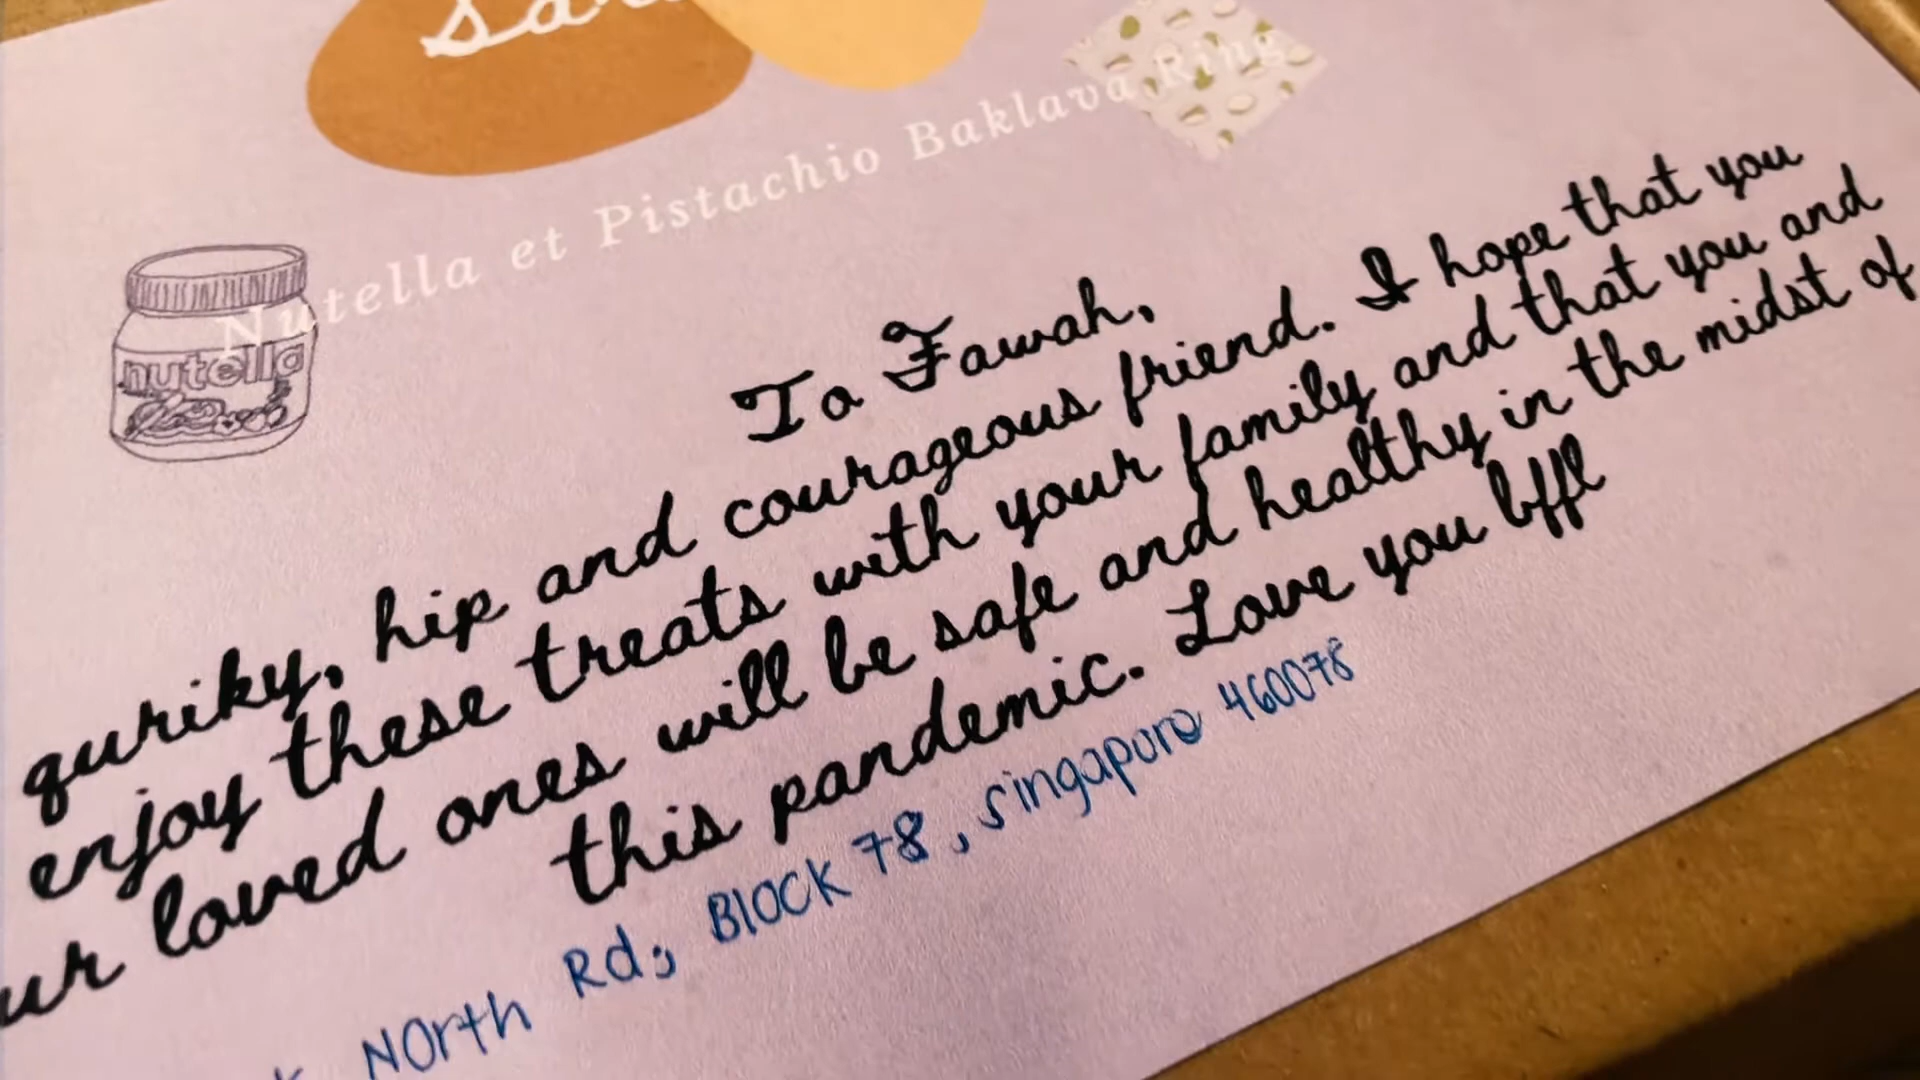 Nutella et Pistachio Baklava Ring
nutella
To Fawah,
quriky, hip and courageous friend. I hope that you
enjoy these treats with your family and that you and
ur loved ones will be safe and healthy in the midst of
this pandemic. Love you bffl
North Rd, Block 78, Singapore 460078